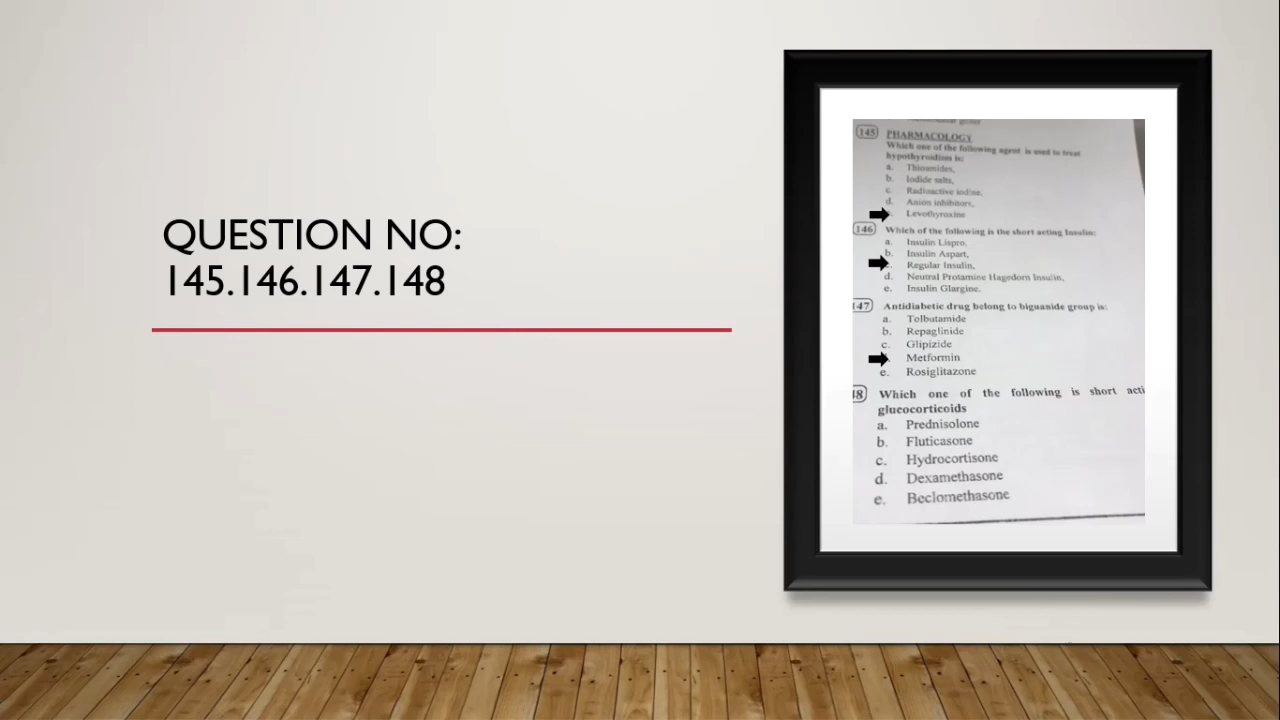 QUESTION NO:
145.146.147.148
145 PHARMACOLOGY
Which one of the following agent is used to treat
hypothyroidism is:
a. Thioamides,
b. Iodide salts,
c. Radioactive iodine,
d. Anion inhibitors,
Levothyroxine
146 Which of the following is the short acting Insulin:
a. Insulin Lispro,
b. Insulin Aspart,
Regular Insulin,
d. Neutral Protamine Hagedorn Insulin,
e. Insulin Glargine.
147 Antidiabetic drug belong to biguanide group is:
a. Tolbutamide
b. Repaglinide
c. Glipizide
Metformin
e. Rosiglitazone
48 Which one of the following is short acti
glucocorticoids
a. Prednisolone
b. Fluticasone
c. Hydrocortisone
d. Dexamethasone
e. Beclomethasone